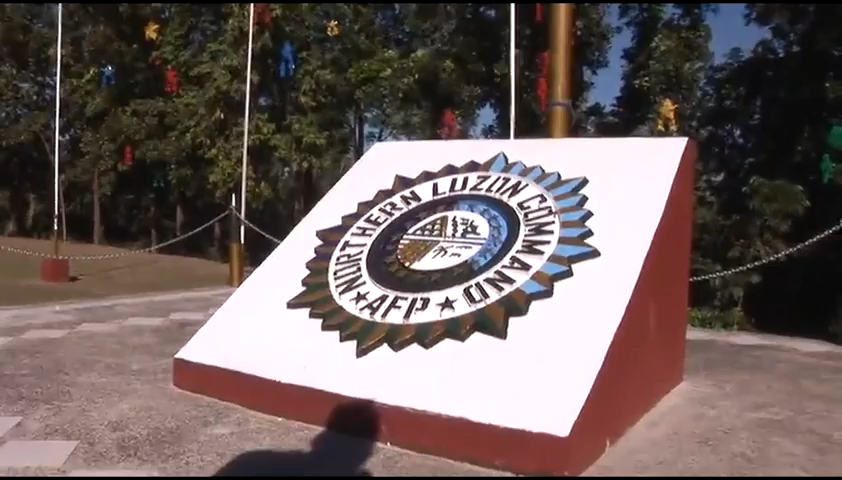 NORTHERN LUZON COMMAND
★ AFP ★